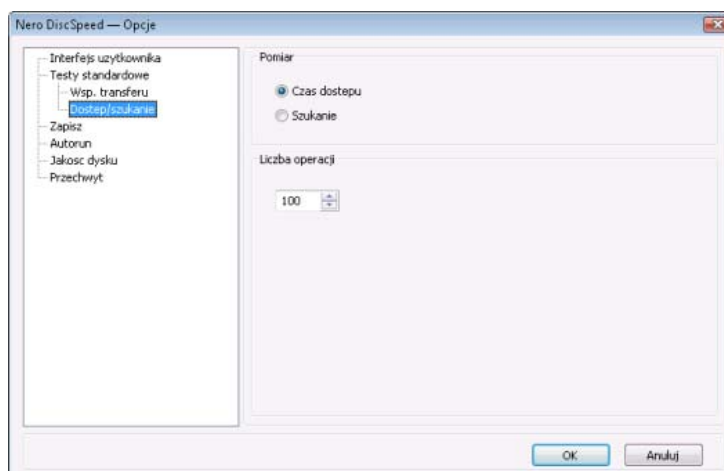 Nero DiscSpeed — Opcje
Interfejs uzytkownika
Testy standardowe
Wsp. transferu
Dostep/szukanie
Zapisz
Autorun
Jakosc dysku
Przechwyt
Pomiar
Czas dostepu
Szukanie
Liczba operacji
100
OK
Anuluj